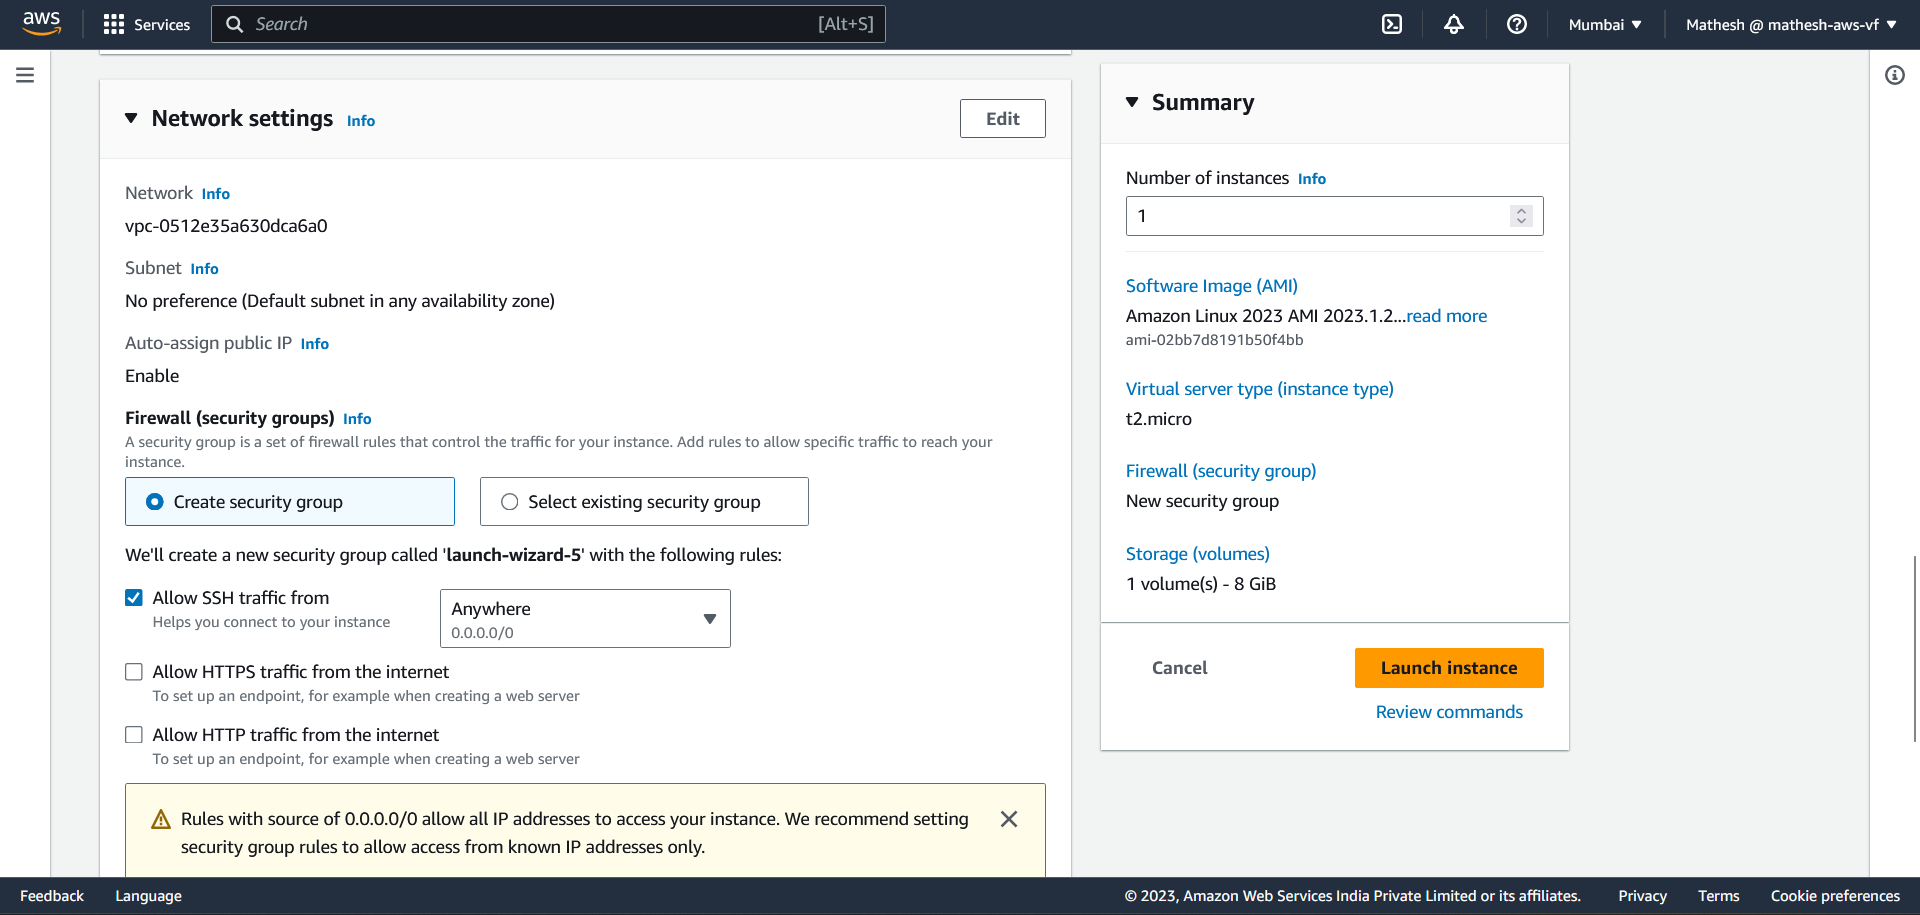 aws
Services
Search
[Alt+S]
Mumbai
Mathesh @ mathesh-aws-vf
Network settings Info
Edit
Network Info
vpc-0512e35a630dca6a0
Subnet Info
No preference (Default subnet in any availability zone)
Auto-assign public IP Info
Enable
Firewall (security groups) Info
A security group is a set of firewall rules that control the traffic for your instance. Add rules to allow specific traffic to reach your
instance.
Create security group
Select existing security group
We'll create a new security group called 'launch-wizard-5' with the following rules:
Allow SSH traffic from
Helps you connect to your instance
Anywhere
0.0.0.0/0
Allow HTTPS traffic from the internet
To set up an endpoint, for example when creating a web server
Allow HTTP traffic from the internet
To set up an endpoint, for example when creating a web server
Rules with source of 0.0.0.0/0 allow all IP addresses to access your instance. We recommend setting
security group rules to allow access from known IP addresses only.
Summary
Number of instances Info
1
Software Image (AMI)
Amazon Linux 2023 AMI 2023.1.2...read more
ami-02bb7d8191b50f4bb
Virtual server type (instance type)
t2.micro
Firewall (security group)
New security group
Storage (volumes)
1 volume(s) - 8 GiB
Cancel
Launch instance
Review commands
Feedback
Language
© 2023, Amazon Web Services India Private Limited or its affiliates.
Privacy
Terms
Cookie preferences